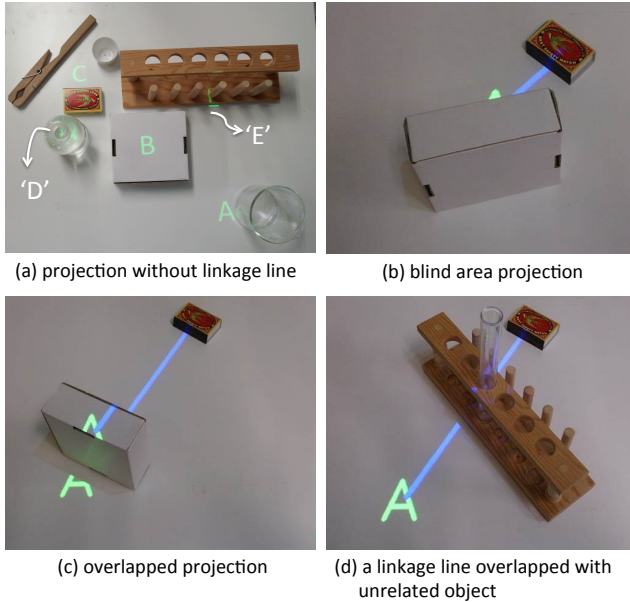 C
B
E
'E'
'D'
A
(a) projection without linkage line
(b) blind area projection
A
A
(c) overlapped projection
A
(d) a linkage line overlapped with
unrelated object